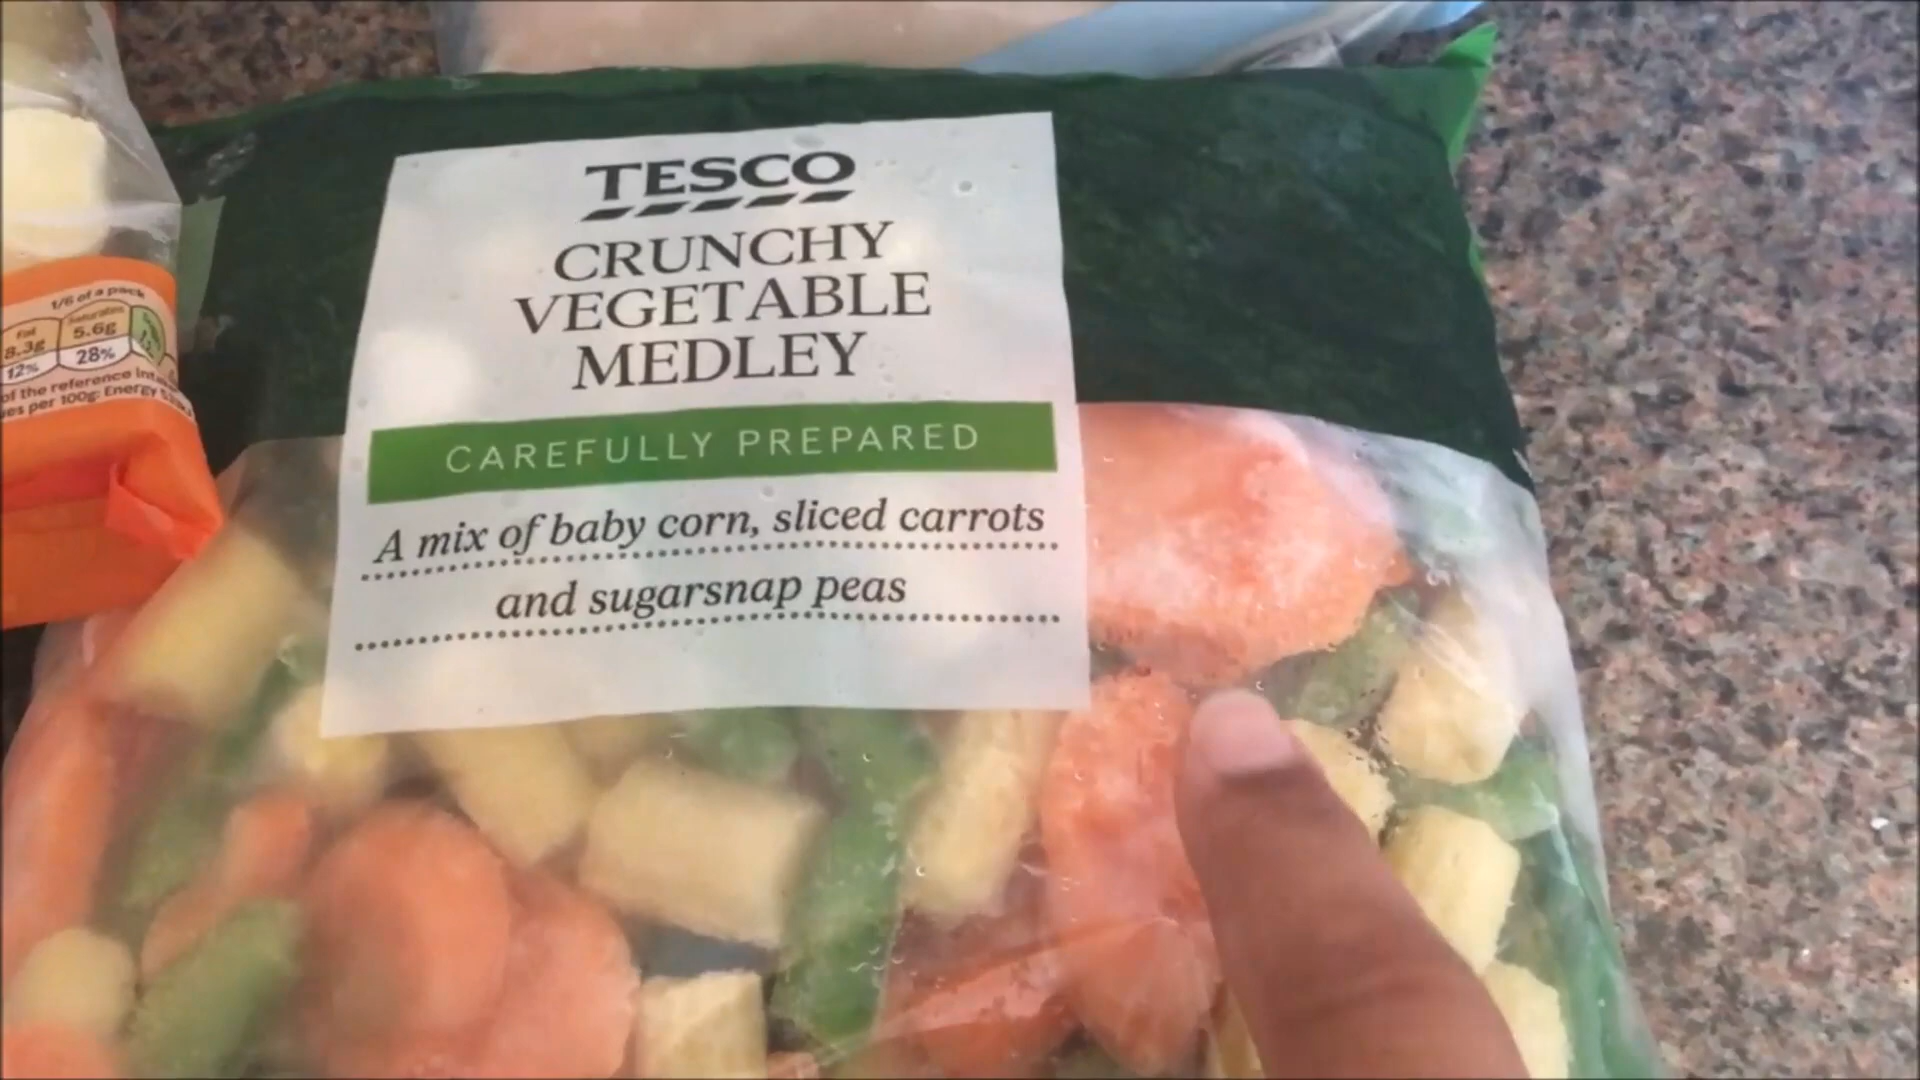 TESCO
CRUNCHY
VEGETABLE
MEDLEY
CAREFULLY PREPARED
A mix of baby corn, sliced carrots
and sugarsnap peas
1/6 of a pack
Fat
Saturates
8.3g
5.6g
12%
28%
of the reference
per 100g: Energy